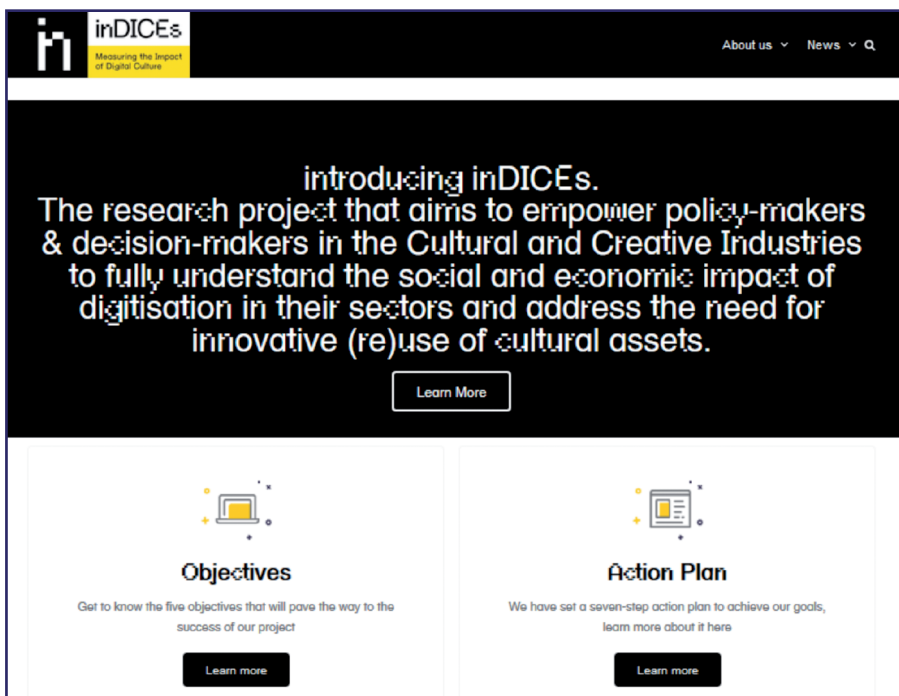 in
inDICEs
Measuring the Impact
of Digital Culture
About us News
introducing inDICEs.
The research project that aims to empower policy-makers
& decision-makers in the Cultural and Creative Industries
to fully understand the social and economic impact of
digitisation in their sectors and address the need for
innovative (re)use of cultural assets.
Learn More
Objectives
Get to know the five objectives that will pave the way to the
success of our project
Learn more
Action Plan
We have set a seven-step action plan to achieve our goals,
learn more about it here
Learn more